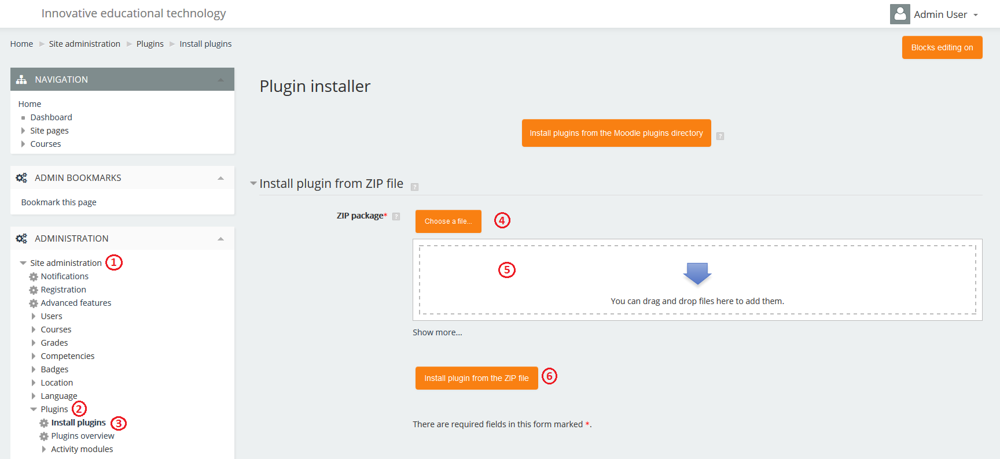 Innovative educational technology
Admin User
Home Site administration Plugins Install plugins
Blocks editing on
NAVIGATION
Home
Dashboard
Site pages
Courses
ADMIN BOOKMARKS
Bookmark this page
ADMINISTRATION
Site administration 1
Notifications
Registration
Advanced features
Users
Courses
Grades
Competencies
Badges
Location
Language
Plugins 2
Install plugins 3
Plugins overview
Activity modules
Plugin installer
Install plugins from the Moodle plugins directory ?
Install plugin from ZIP file ?
ZIP package* ?
Choose a file... 4
5
You can drag and drop files here to add them.
Show more...
Install plugin from the ZIP file 6
There are required fields in this form marked *.